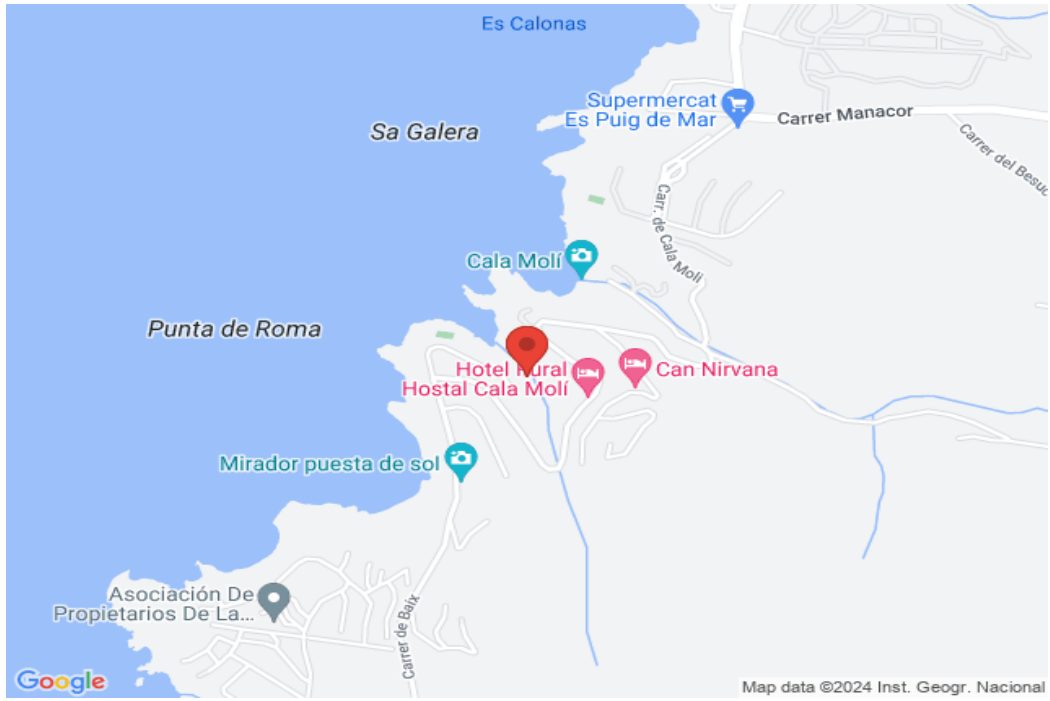 Es Calonas
Supermercat
Es Puig de Mar
Carrer Manacor
Sa Galera
Carrer del Besuc
Carr. de Cala Molí
Cala Molí
Punta de Roma
Hotel Rural
Hostal Cala Molí
Can Nirvana
Mirador puesta de sol
Asociación De
Propietarios De La...
Carrer de Baix
Google
Map data ©2024 Inst. Geogr. Nacional